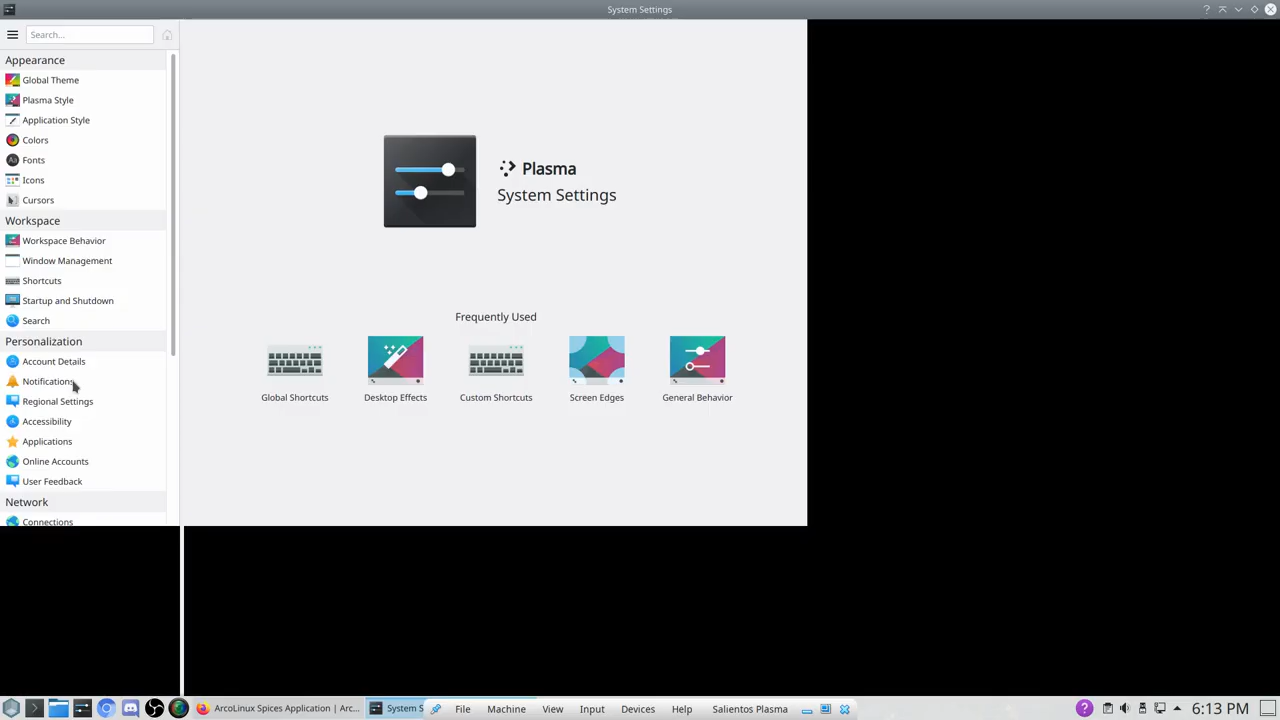 System Settings
Search...
Appearance
Global Theme
Plasma Style
Application Style
Colors
Fonts
Icons
Cursors
Workspace
Workspace Behavior
Window Management
Shortcuts
Startup and Shutdown
Search
Personalization
Account Details
Notifications
Regional Settings
Accessibility
Applications
Online Accounts
User Feedback
Network
Connections
Plasma
System Settings
Frequently Used
Global Shortcuts
Desktop Effects
Custom Shortcuts
Screen Edges
General Behavior
ArcoLinux Spices Application | Arc...
System S
File Machine View Input Devices Help Salientos Plasma
6:13 PM